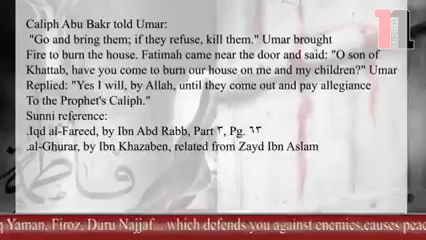 Caliph Abu Bakr told Umar:
"Go and bring them; if they refuse, kill them." Umar brought
Fire to burn the house. Fatimah came near the door and said: "O son of
Khattab, have you come to burn our house on me and my children?" Umar
Replied: "Yes I will, by Allah, until they come out and pay allegiance
To the Prophet's Caliph."
Sunni reference:
.Iqd al-Fareed, by Ibn Abd Rabb, Part ٣, Pg. ٦٣
.al-Ghurar, by Ibn Khazaben, related from Zayd Ibn Aslam
فاطمة
Yaman, Firoz, Duru Najjaf... which defends you against enemies,causes peac